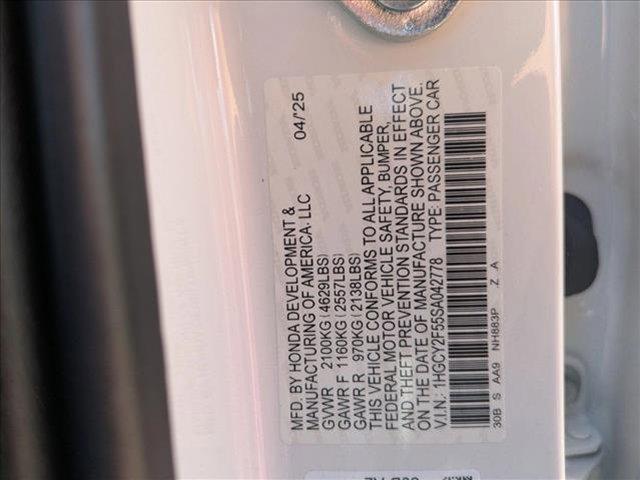 MFD. BY HONDA DEVELOPMENT &
MANUFACTURING OF AMERICA. LLC 04/'25
GVWR 2100KG(4629LBS)
GAWR F 1160KG(2557LBS)
GAWR R 970KG(2138LBS)
THIS VEHICLE CONFORMS TO ALL APPLICABLE
FEDERAL MOTOR VEHICLE SAFETY, BUMPER,
AND THEFT PREVENTION STANDARDS IN EFFECT
ON THE DATE OF MANUFACTURE SHOWN ABOVE.
V.I.N.: 1HGCY2F55SA042778 TYPE: PASSENGER CAR
30B S AA9 NH883P Z A